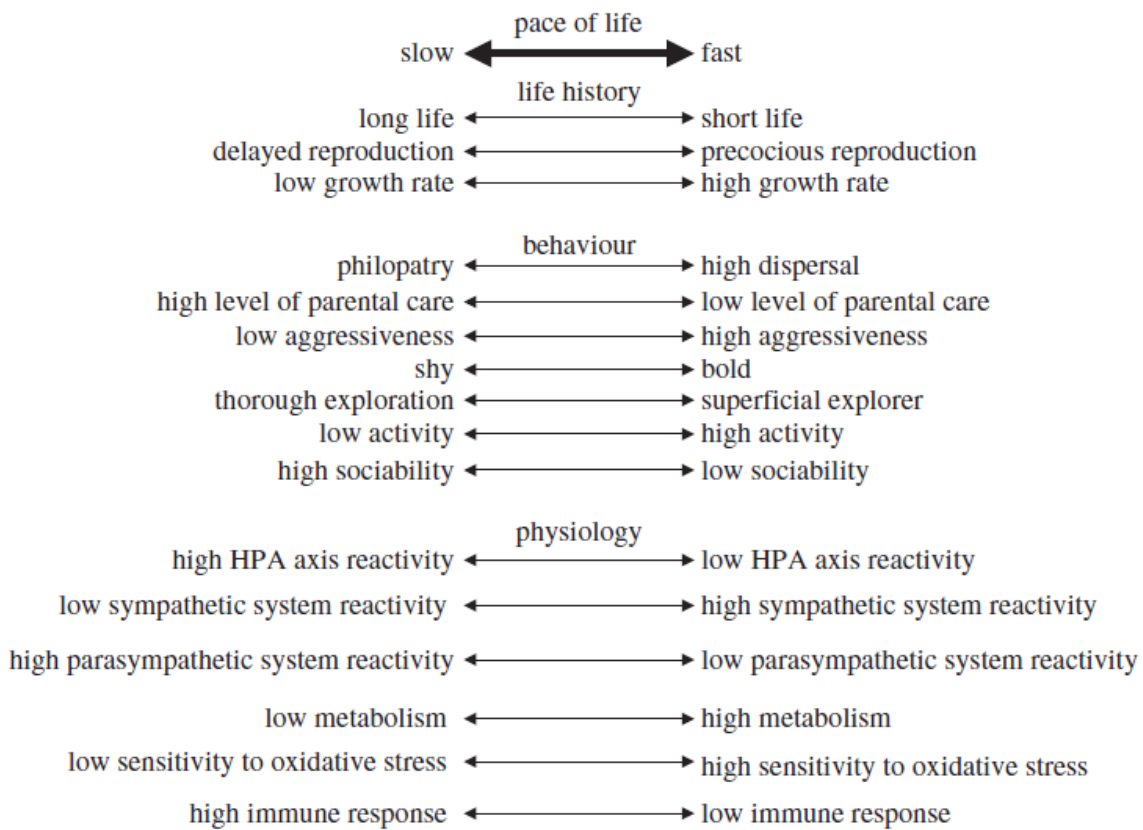 pace of life
slow fast
life history
long life short life
delayed reproduction precocious reproduction
low growth rate high growth rate
behaviour
philopatry high dispersal
high level of parental care low level of parental care
low aggressiveness high aggressiveness
shy bold
thorough exploration superficial explorer
low activity high activity
high sociability low sociability
physiology
high HPA axis reactivity low HPA axis reactivity
low sympathetic system reactivity high sympathetic system reactivity
high parasympathetic system reactivity low parasympathetic system reactivity
low metabolism high metabolism
low sensitivity to oxidative stress high sensitivity to oxidative stress
high immune response low immune response